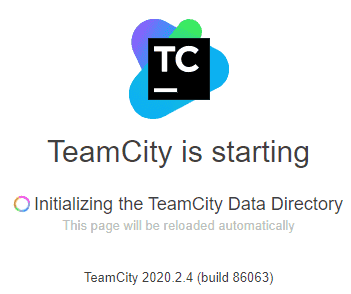 TC
TeamCity is starting
Initializing the TeamCity Data Directory
This page will be reloaded automatically
TeamCity 2020.2.4 (build 86063)